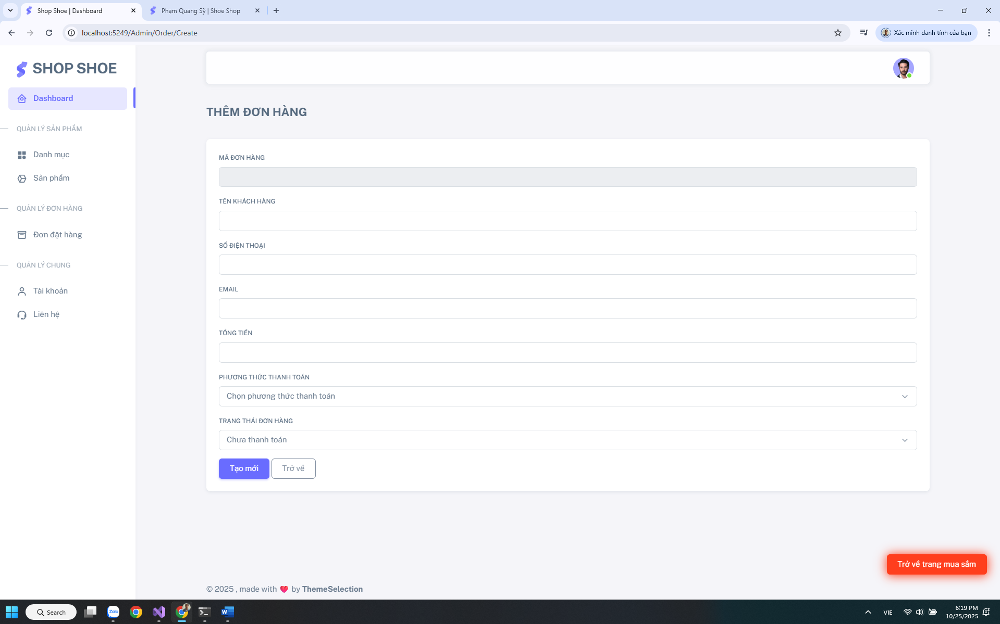 Shop Shoe | Dashboard
Phạm Quang Sỹ | Shoe Shop
localhost:5249/Admin/Order/Create
Xác minh danh tính của bạn
SHOP SHOE
Dashboard
QUẢN LÝ SẢN PHẨM
Danh mục
Sản phẩm
QUẢN LÝ ĐƠN HÀNG
Đơn đặt hàng
QUẢN LÝ CHUNG
Tài khoản
Liên hệ
THÊM ĐƠN HÀNG
MÃ ĐƠN HÀNG
TÊN KHÁCH HÀNG
SỐ ĐIỆN THOẠI
EMAIL
TỔNG TIỀN
PHƯƠNG THỨC THANH TOÁN
Chọn phương thức thanh toán
TRẠNG THÁI ĐƠN HÀNG
Chưa thanh toán
Tạo mới
Trở về
Trở về trang mua sắm
© 2025 , made with ❤️ by ThemeSelection
Search
Zalo
VIE
6:19 PM
10/25/2025